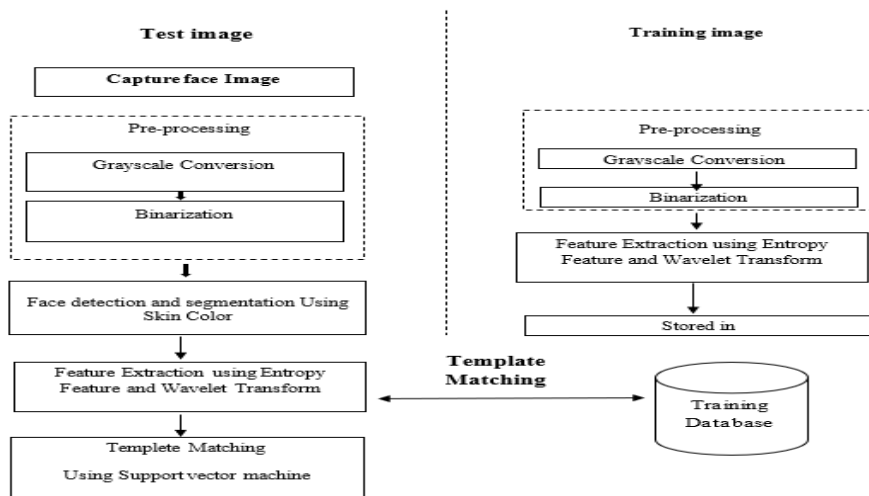 Test image
Capture face Image
Pre-processing
Grayscale Conversion
Binarization
Face detection and segmentation Using
Skin Color
Feature Extraction using Entropy
Feature and Wavelet Transform
Templete Matching
Using Support vector machine
Template
Matching
Training image
Pre-processing
Grayscale Conversion
Binarization
Feature Extraction using Entropy
Feature and Wavelet Transform
Stored in
Training
Database